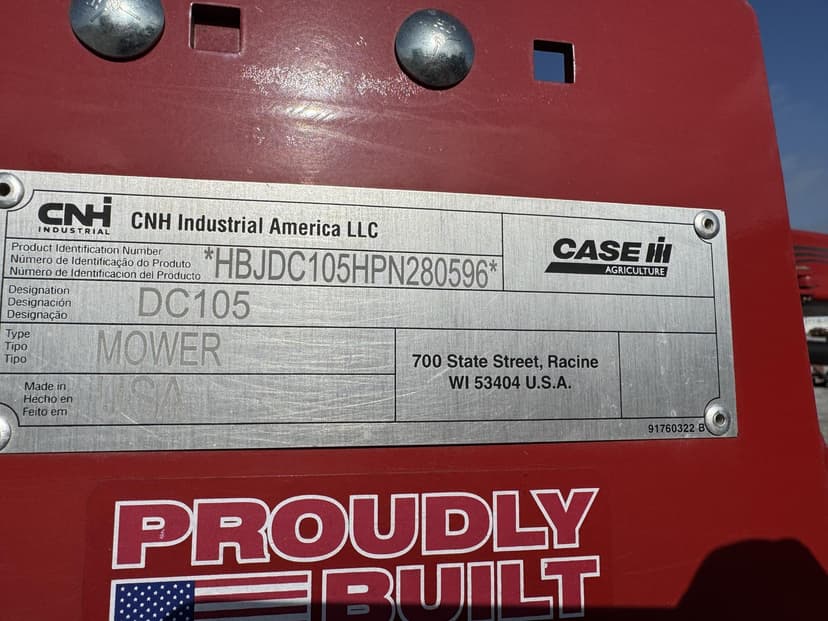 CNH
INDUSTRIAL
CNH Industrial America LLC
Product Identification Number
Número de Identificação do Produto
Número de Identificacion del Producto
*HBJDC105HPN280596*
CASE IH
AGRICULTURE
Designation
Designación
Designação
DC105
Type
Tipo
Tipo
MOWER
700 State Street, Racine
WI 53404 U.S.A.
Made in
Hecho en
Feito em
USA
91760322 B
PROUDLY
BUILT